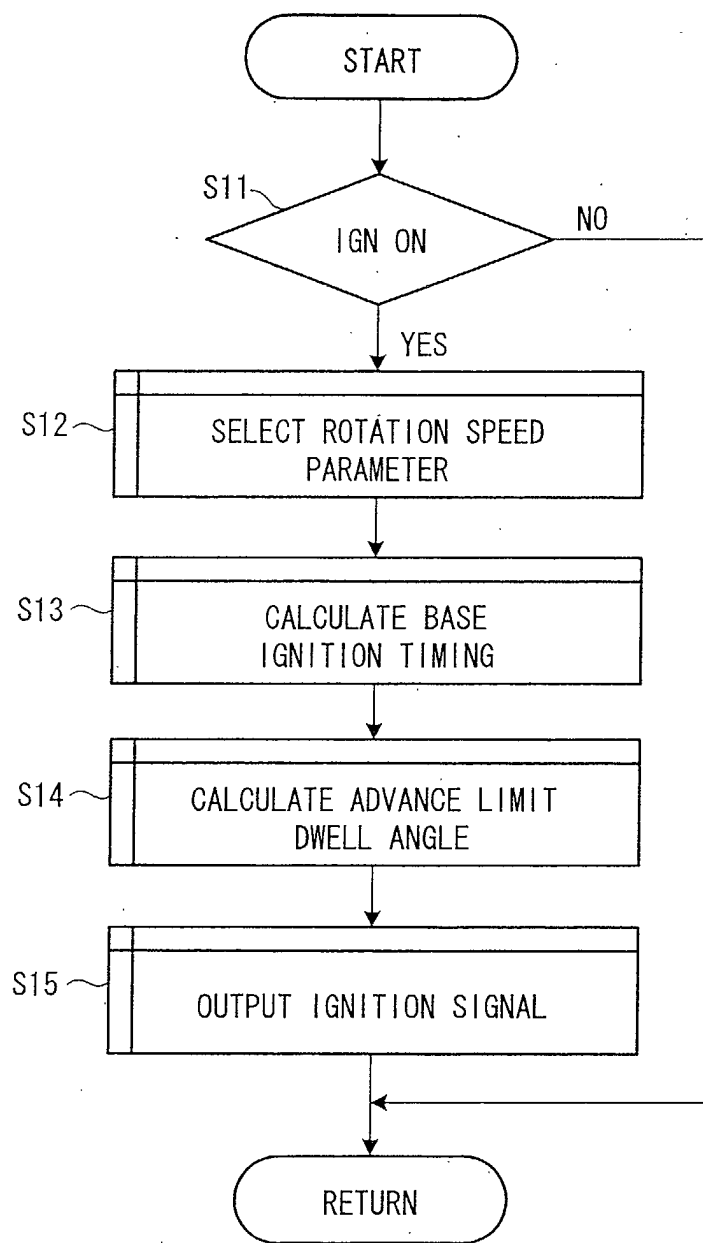 START
S11
IGN ON
NO
YES
S12
SELECT ROTATION SPEED
PARAMETER
S13
CALCULATE BASE
IGNITION TIMING
S14
CALCULATE ADVANCE LIMIT
DWELL ANGLE
S15
OUTPUT IGNITION SIGNAL
RETURN